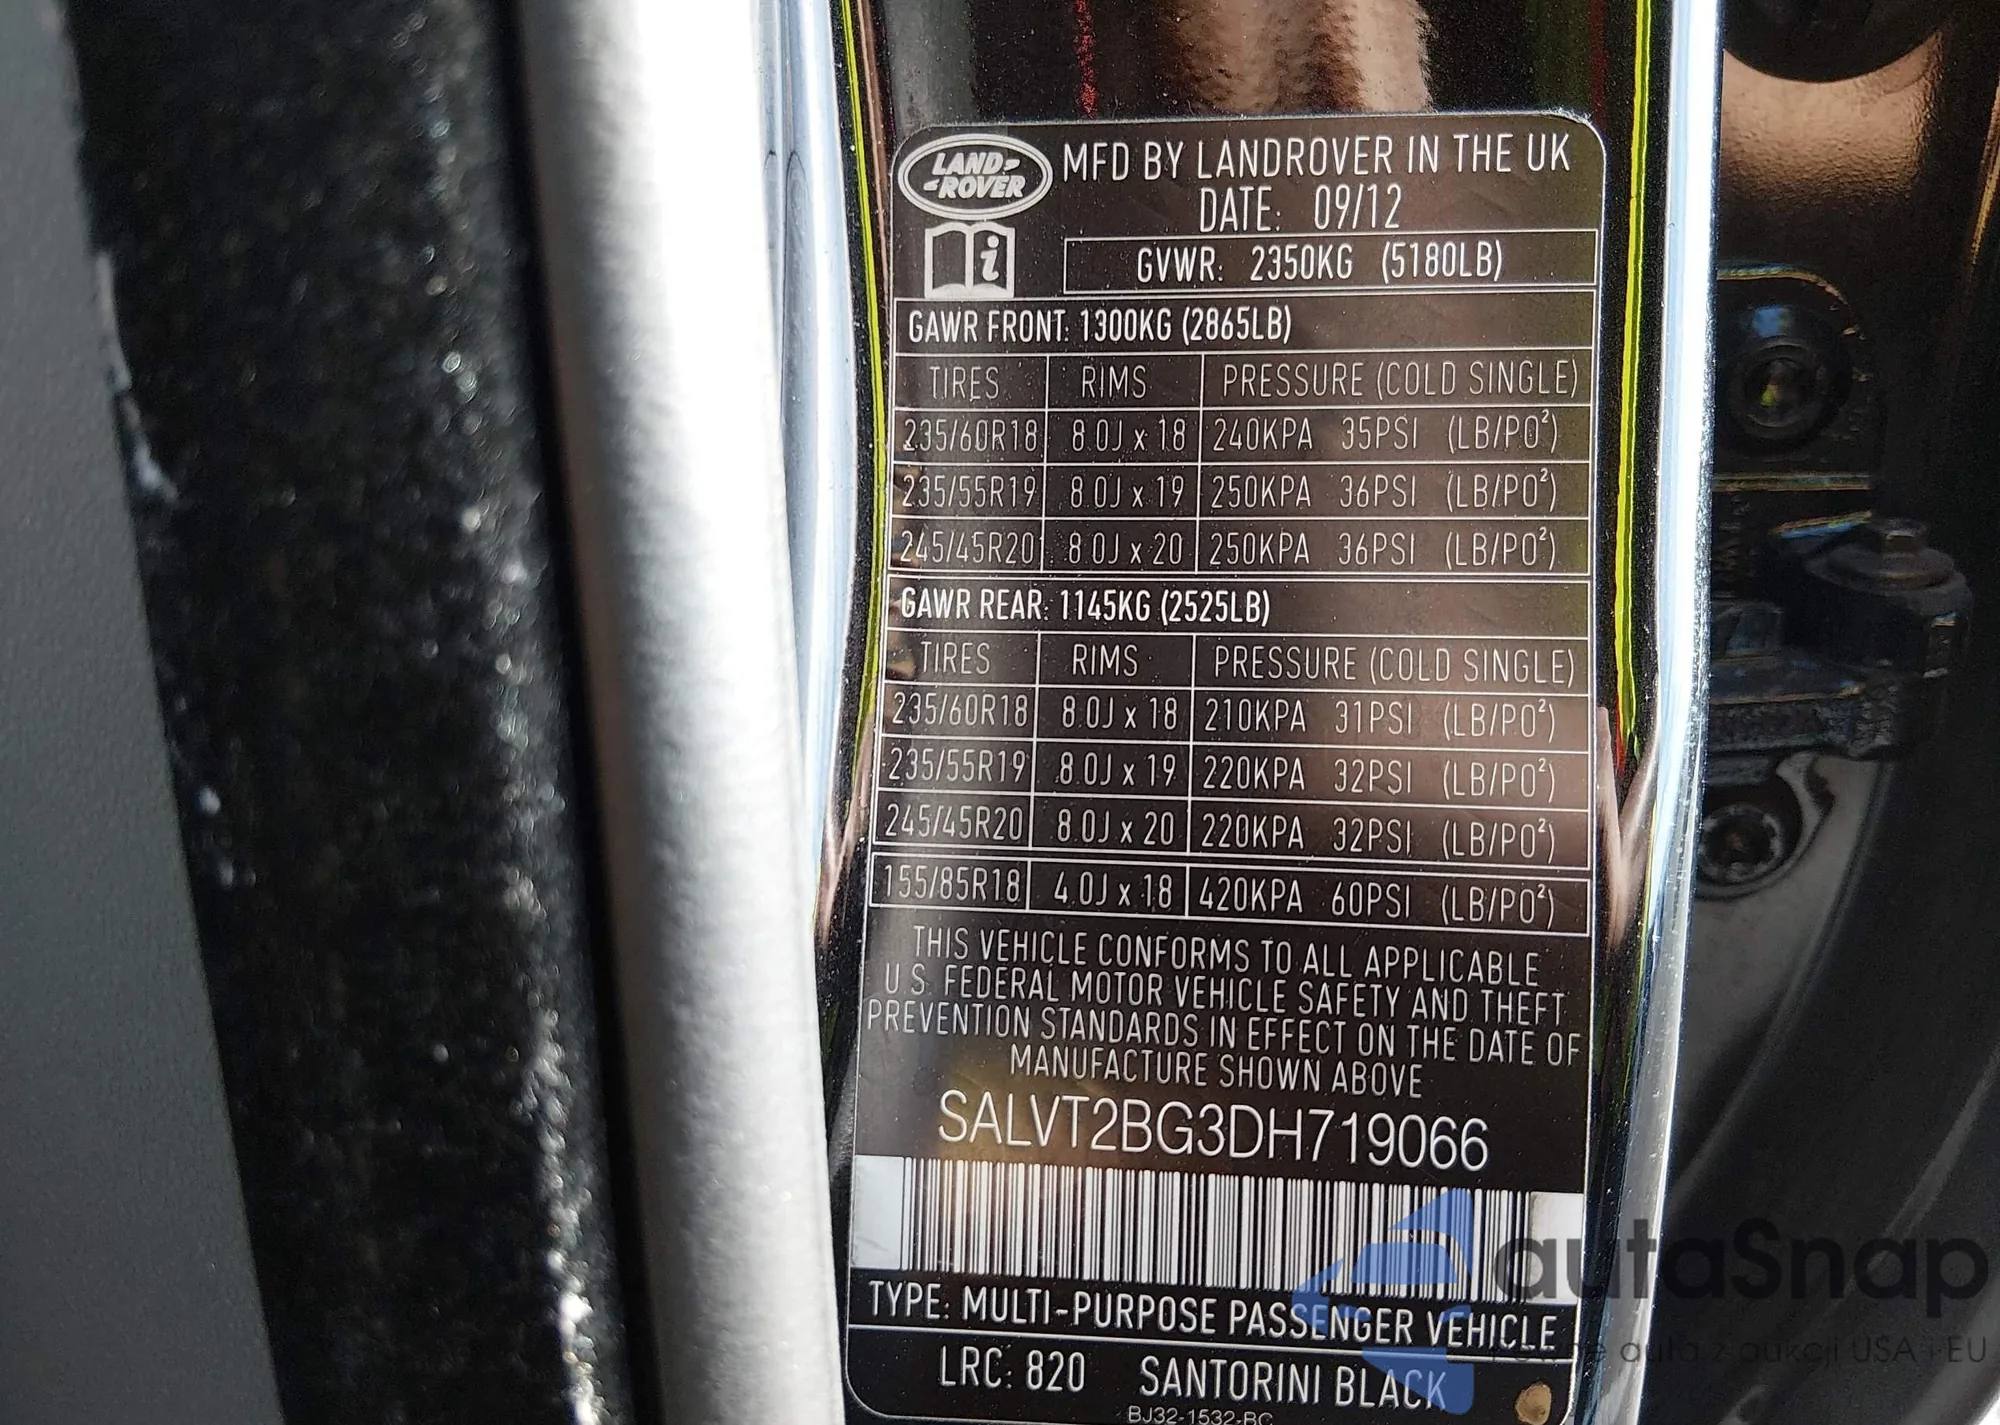 LAND-
-ROVER
MFD BY LANDROVER IN THE UK
DATE: 09/12
i
GVWR: 2350KG (5180LB)
GAWR FRONT: 1300KG (2865LB)
TIRES RIMS PRESSURE (COLD SINGLE)
235/60R18 8.0J x 18 240KPA 35PSI (LB/PO²)
235/55R19 8.0J x 19 250KPA 36PSI (LB/PO²)
245/45R20 8.0J x 20 250KPA 36PSI (LB/PO²)
GAWR REAR: 1145KG (2525LB)
TIRES RIMS PRESSURE (COLD SINGLE)
235/60R18 8.0J x 18 210KPA 31PSI (LB/PO²)
235/55R19 8.0J x 19 220KPA 32PSI (LB/PO²)
245/45R20 8.0J x 20 220KPA 32PSI (LB/PO²)
155/85R18 4.0J x 18 420KPA 60PSI (LB/PO²)
THIS VEHICLE CONFORMS TO ALL APPLICABLE
U.S. FEDERAL MOTOR VEHICLE SAFETY AND THEFT
PREVENTION STANDARDS IN EFFECT ON THE DATE OF
MANUFACTURE SHOWN ABOVE
SALVT2BG3DH719066
TYPE: MULTI-PURPOSE PASSENGER VEHICLE
LRC: 820 SANTORINI BLACK
BJ32-1532-BC
autaSnap
auta z aukcji USA i EU